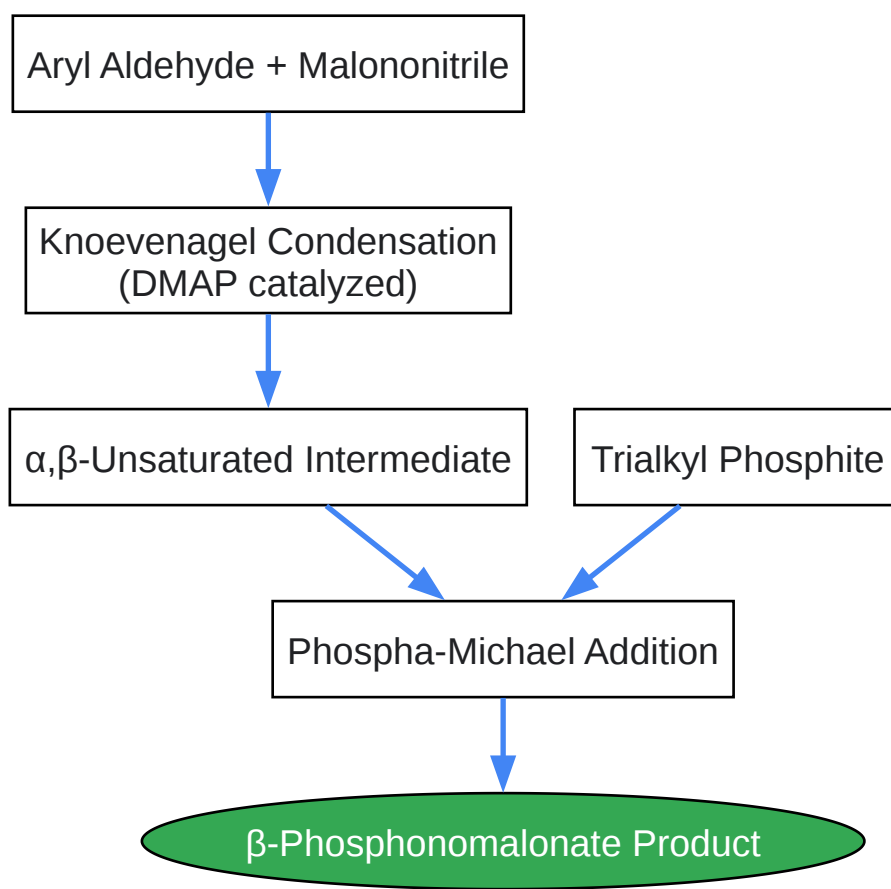 Aryl Aldehyde + Malononitrile
Knoevenagel Condensation
(DMAP catalyzed)
α,β-Unsaturated Intermediate
Trialkyl Phosphite
Phospha-Michael Addition
β-Phosphonomalonate Product